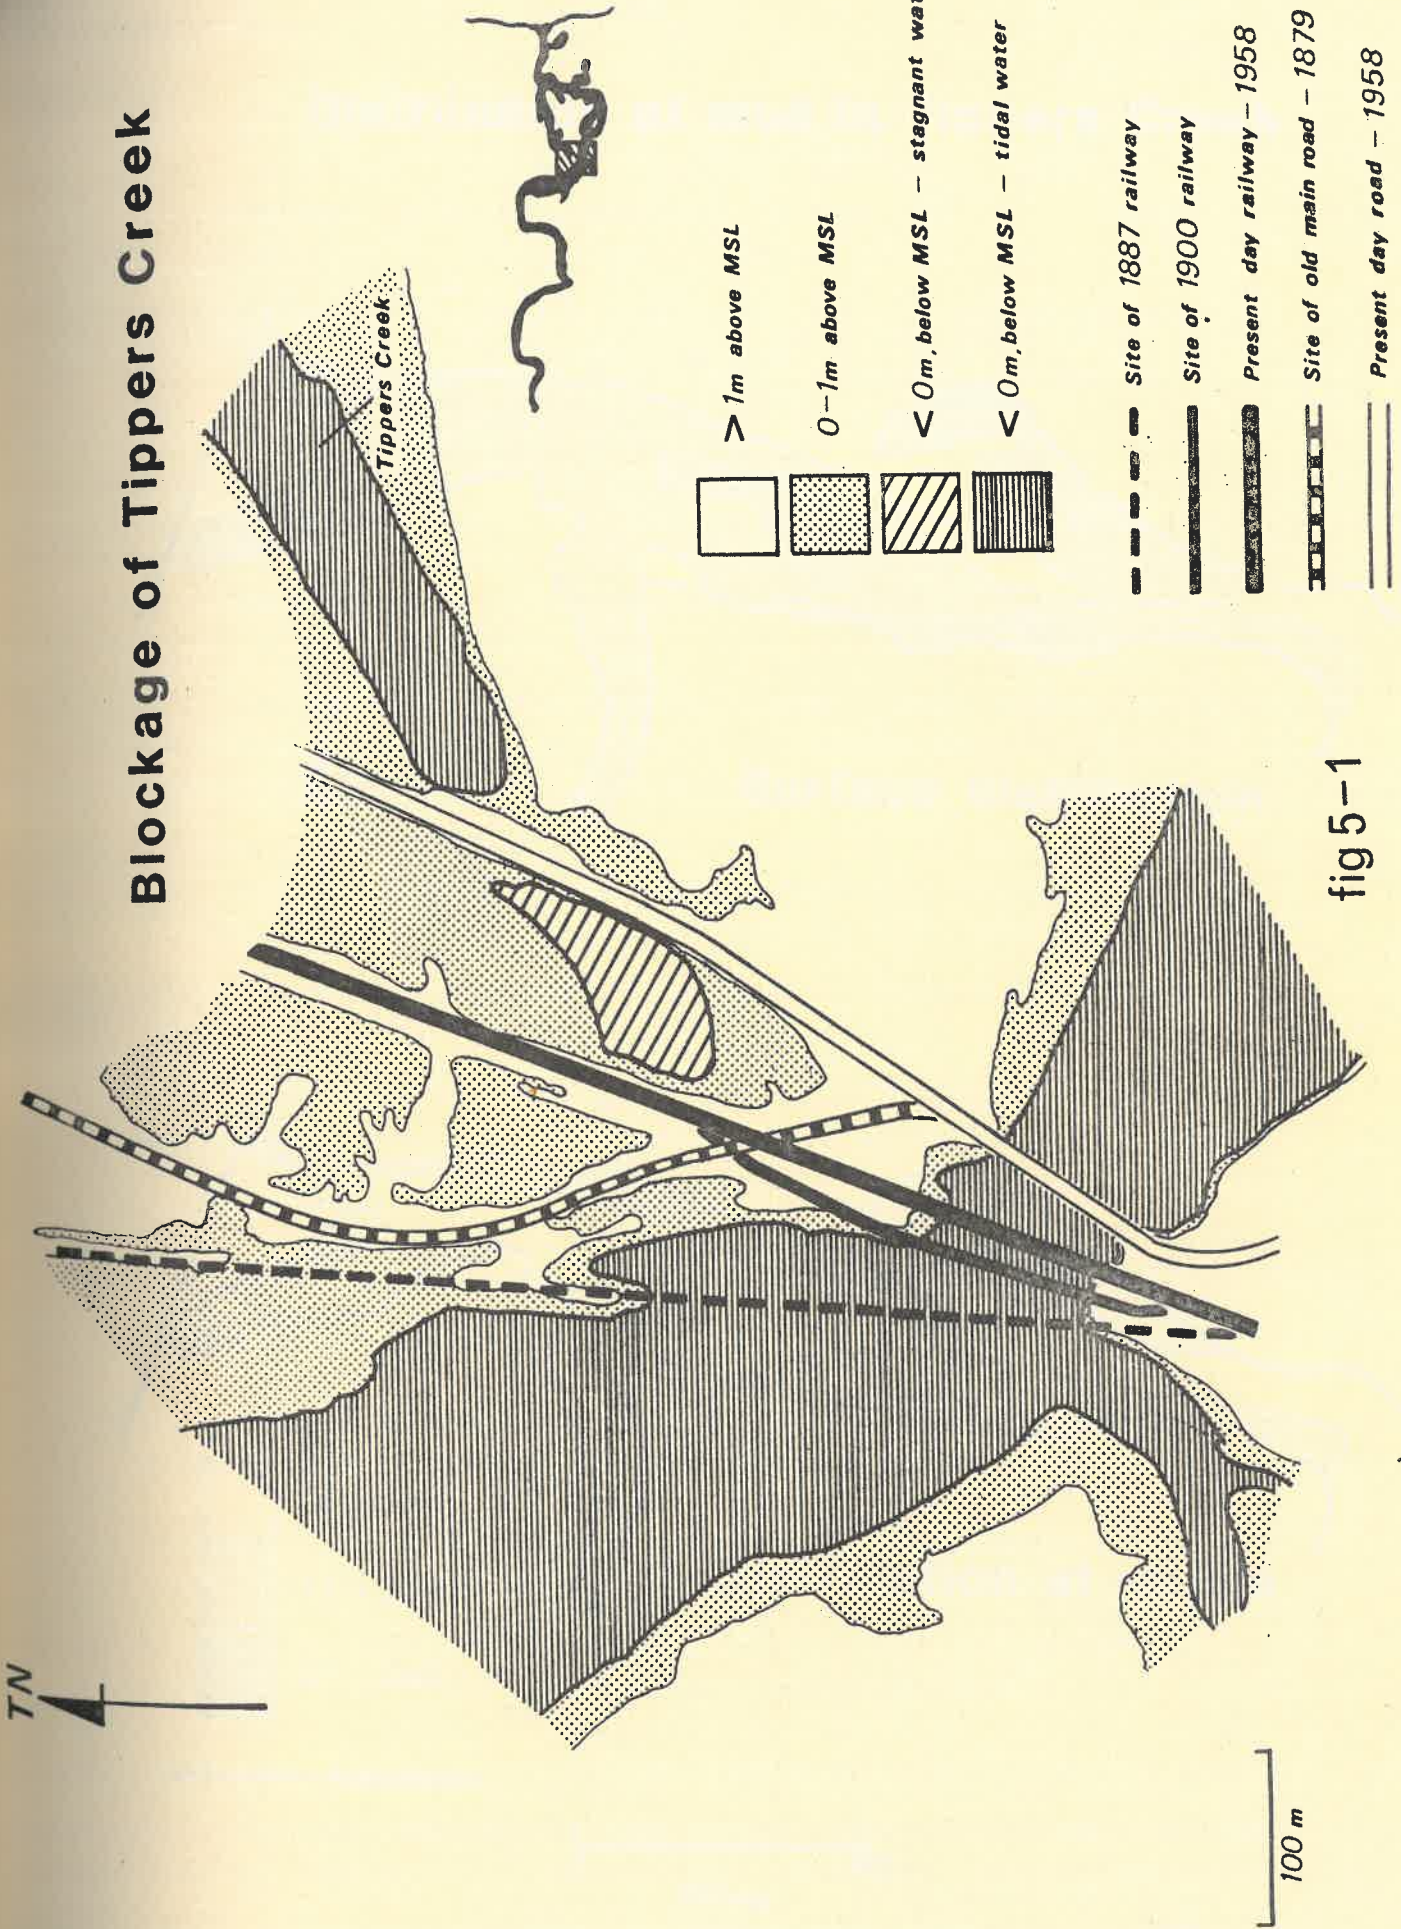 Blockage of Tippers Creek
TN
Tippers Creek
> 1m above MSL
0-1m above MSL
< 0m, below MSL - stagnant
< 0m, below MSL - tidal water
Site of 1887 railway
Site of 1900 railway
Present day railway - 1958
Site of old main road - 1879
Present day road - 1958
100 m
fig 5-1